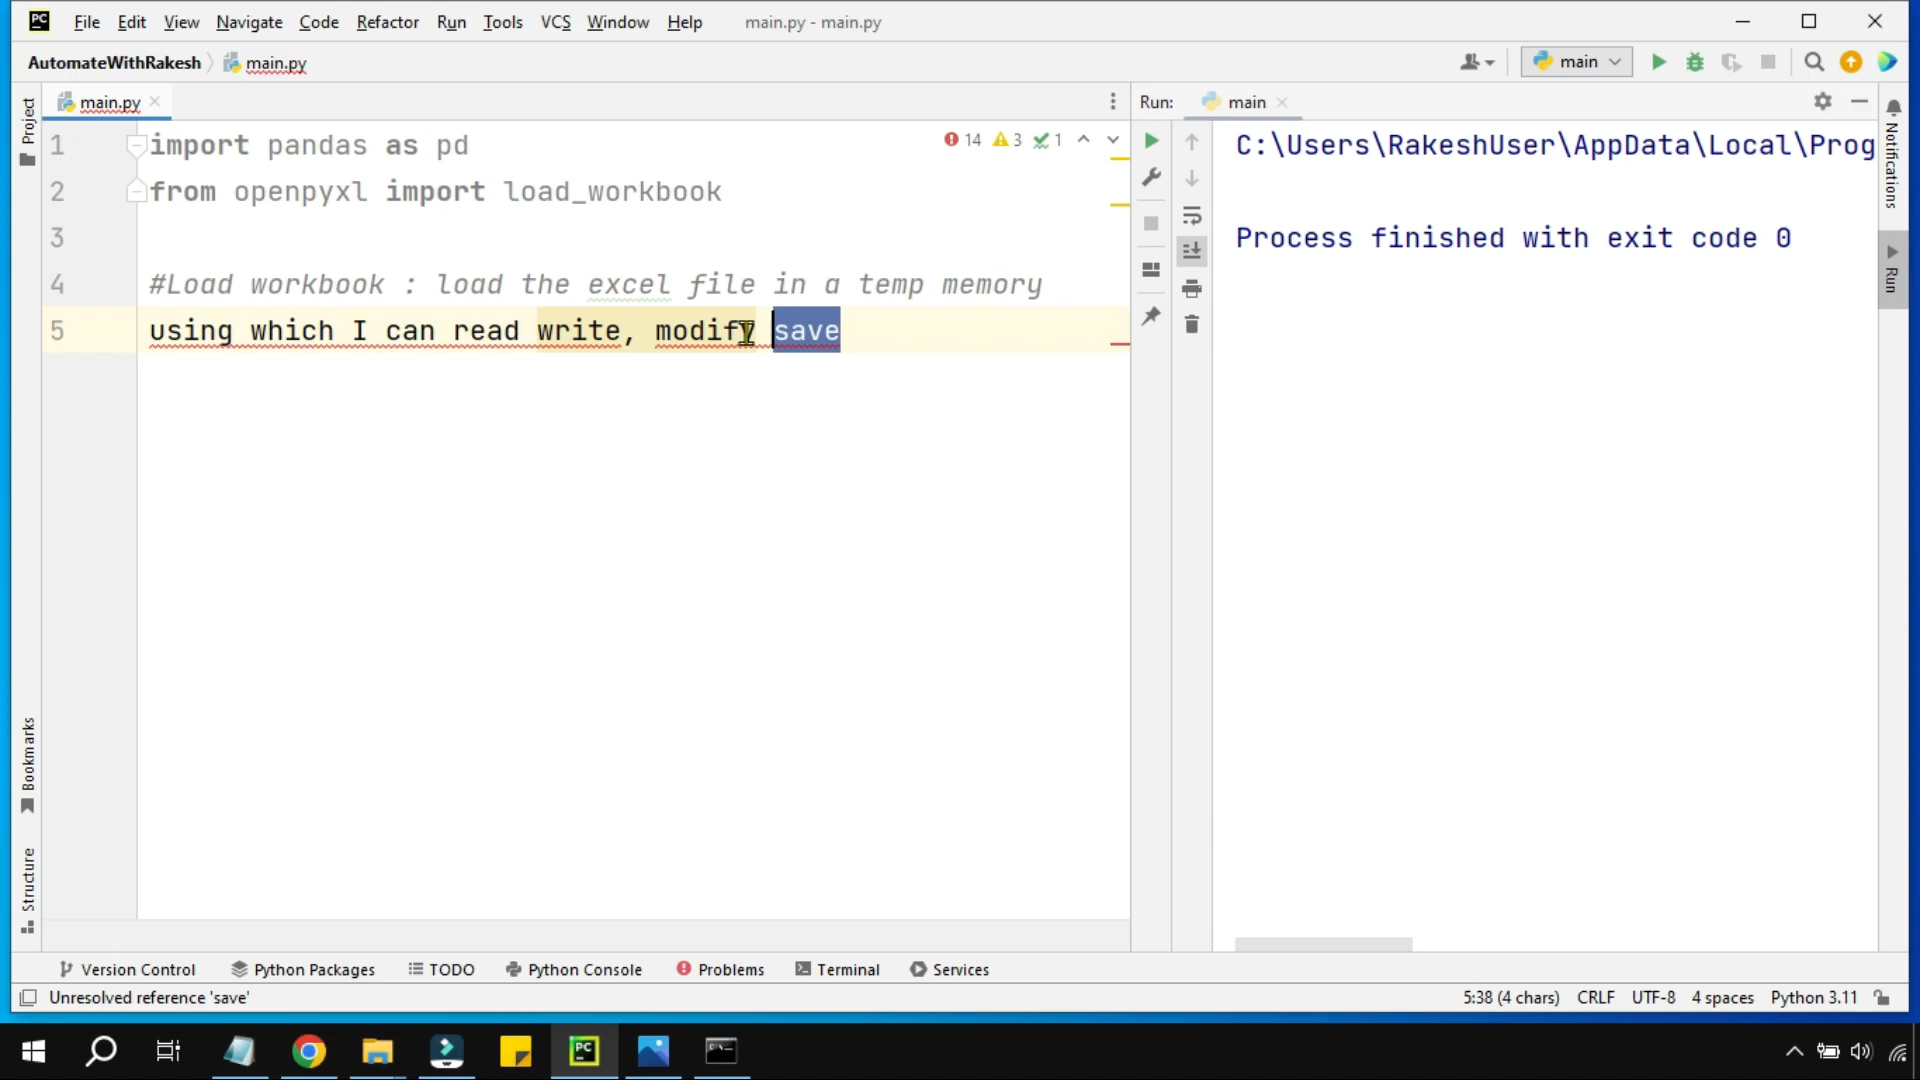 PC File Edit View Navigate Code Refactor Run Tools VCS Window Help main.py - main.py
AutomateWithRakesh main.py main
Project
main.py
Run: main
Notifications
Run
14 3 1
1 import pandas as pd
2 from openpyxl import load_workbook
3
4 #Load workbook : load the excel file in a temp memory
5 using which I can read write, modify save
C:\Users\RakeshUser\AppData\Local\Prog
Process finished with exit code 0
Bookmarks
Structure
Version Control Python Packages TODO Python Console Problems Terminal Services
Unresolved reference 'save' 5:38 (4 chars) CRLF UTF-8 4 spaces Python 3.11
PC